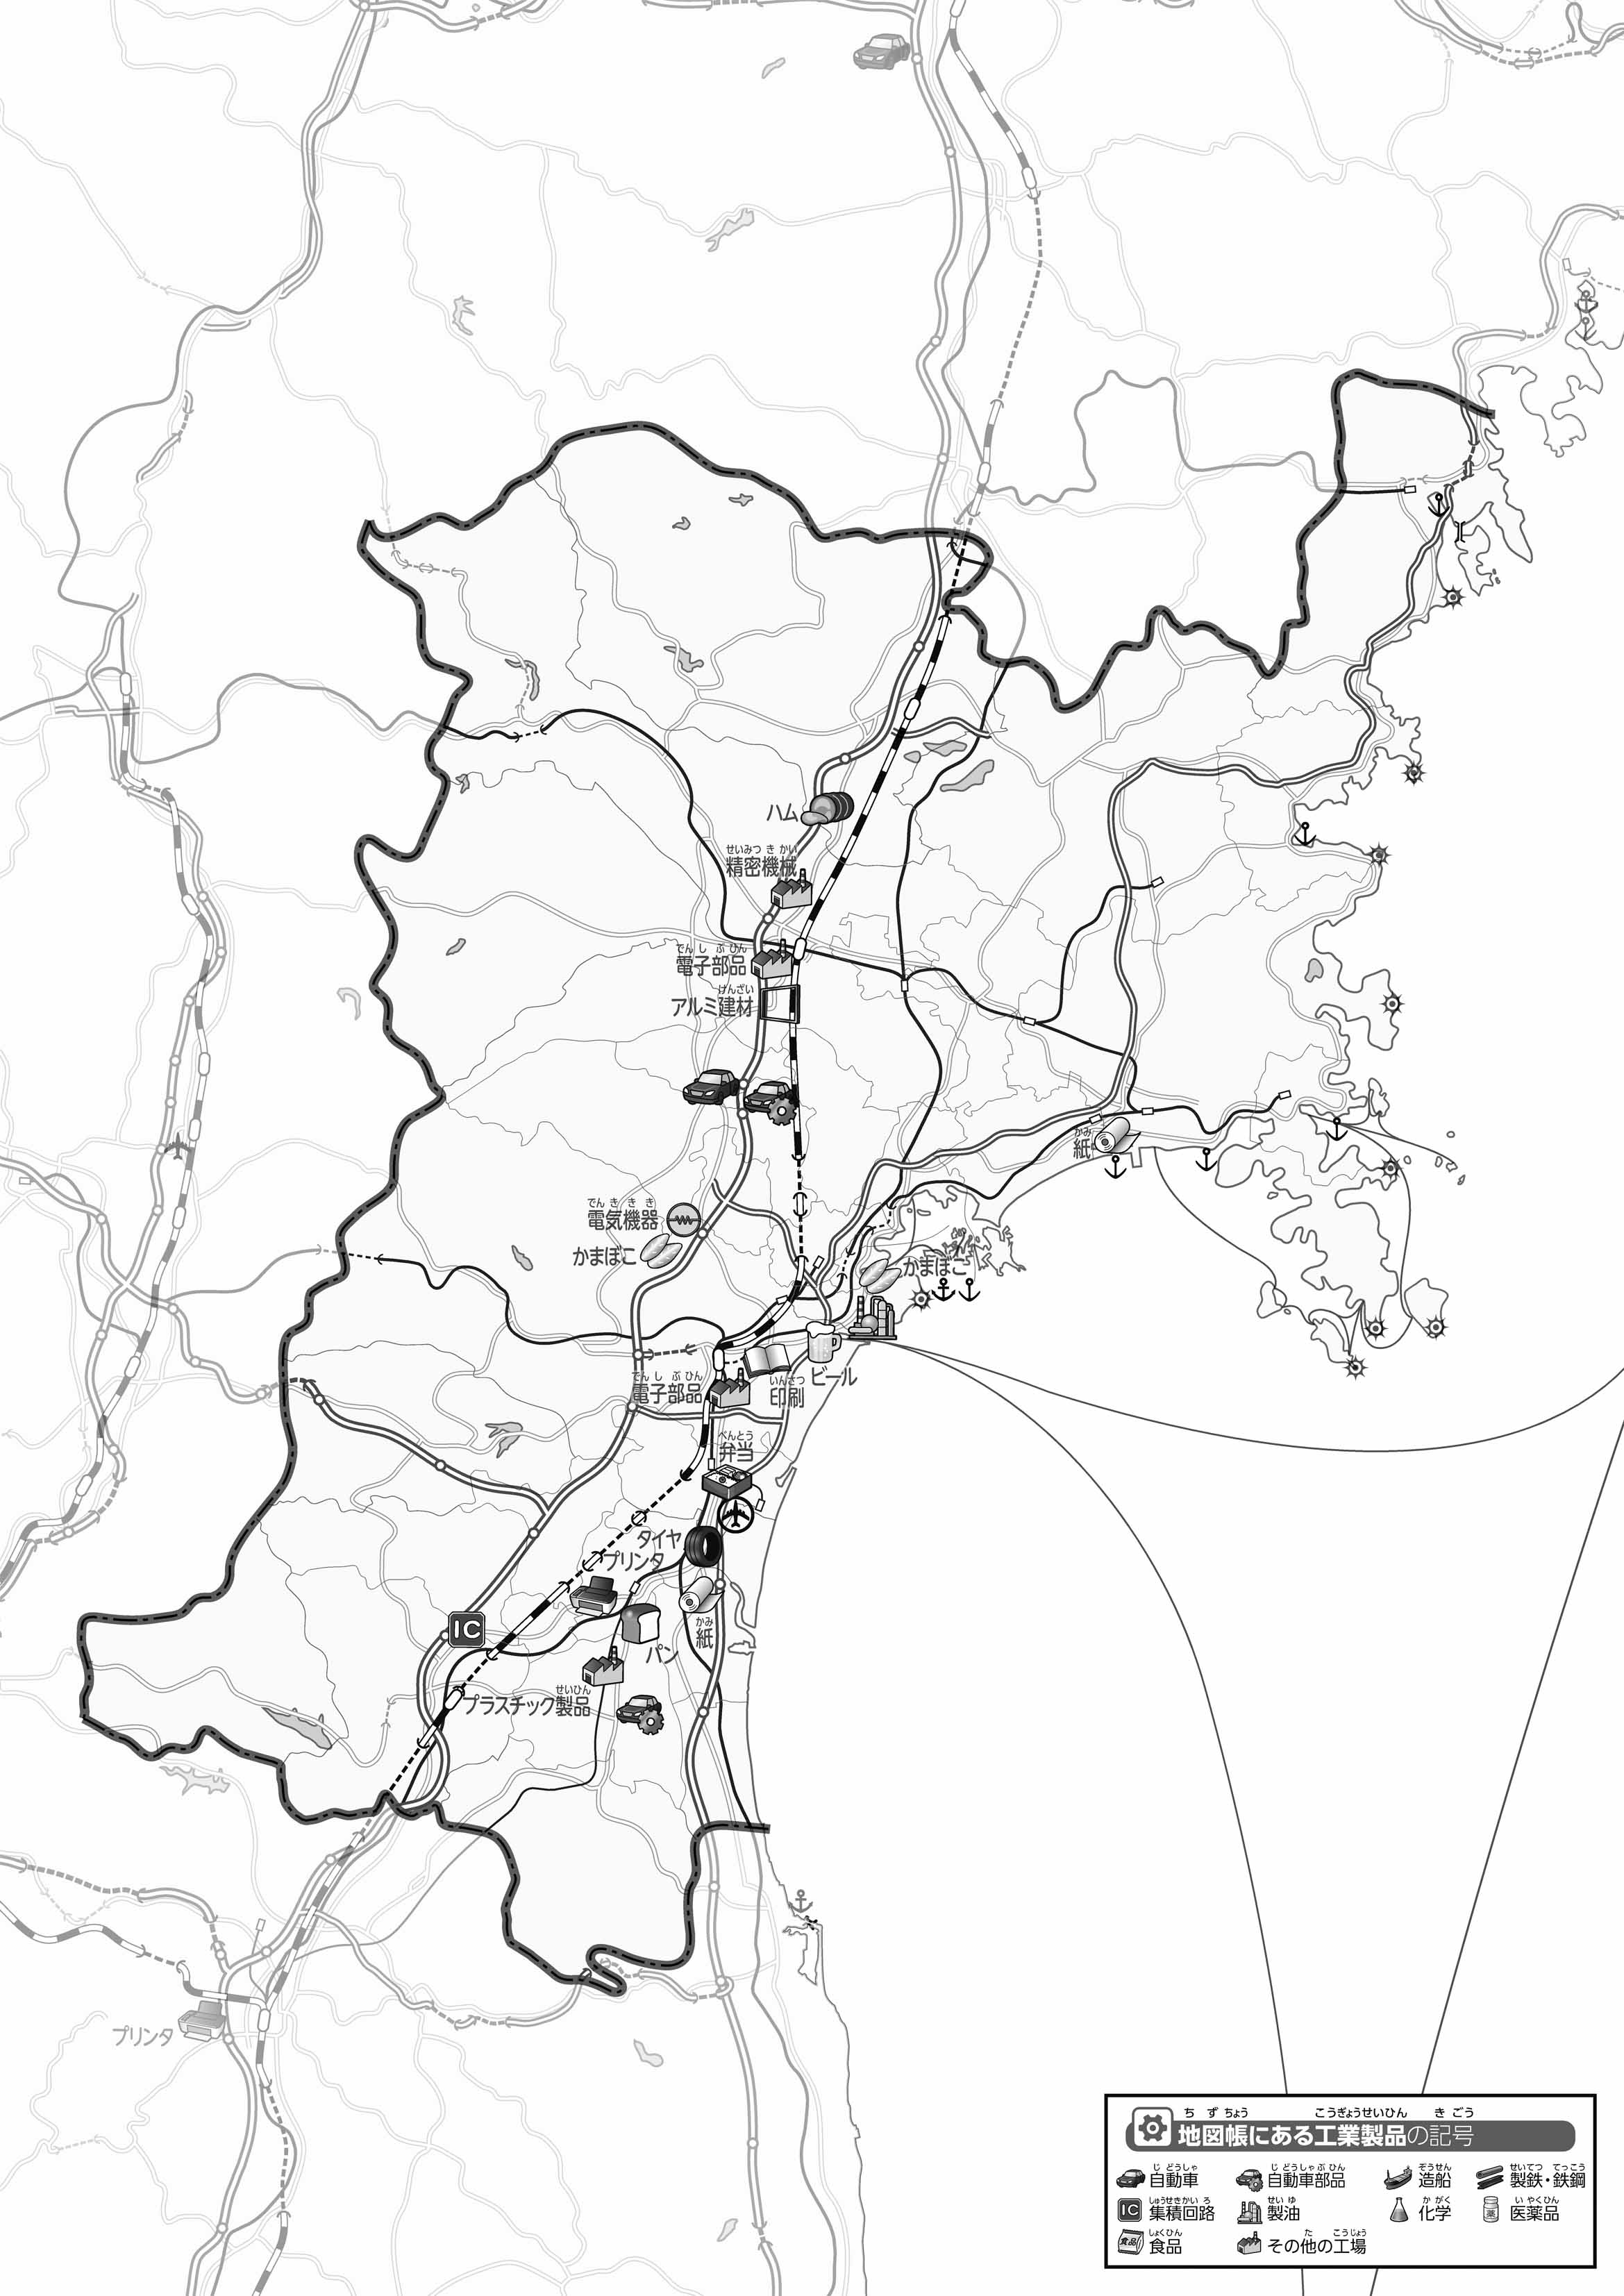 ハム
せいみつ き かい
精密機械
でん し ぶ ひん
電子部品
けんざい
アルミ建材
かみ
紙
でん き き き
電気機器
かまぼこ
かまぼこ
ビール
でん し ぶ ひん
電子部品
いんさつ
印刷
べんとう
弁当
タイヤ
プリンタ
IC
かみ
紙
パン
せいひん
プラスチック製品
プリンタ
ち ず ちょう こうぎょうせいひん き ごう
地図帳にある工業製品の記号
じ どうしゃ
自動車
じ どうしゃ ぶ ひん
自動車部品
ぞうせん
造船
せいてつ てっこう
製鉄・鉄鋼
IC
しゅうせきかい ろ
集積回路
せい ゆ
製油
か がく
化学
薬
い やくひん
医薬品
食品
しょくひん
食品
た こうじょう
その他の工場